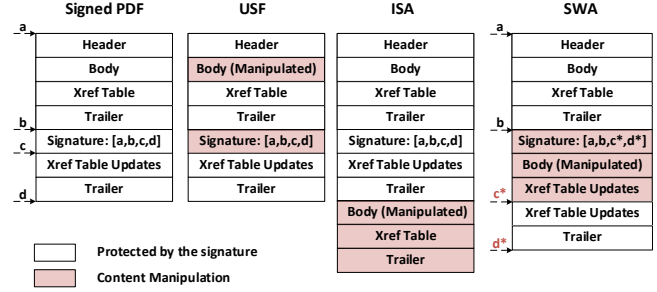 Signed PDF
a
Header
Body
Xref Table
Trailer
b
Signature: [a,b,c,d]
c
Xref Table Updates
Trailer
d
USF
Header
Body (Manipulated)
Xref Table
Trailer
Signature: [a,b,c,d]
Xref Table Updates
Trailer
ISA
Header
Body
Xref Table
Trailer
Signature: [a,b,c,d]
Xref Table Updates
Trailer
Body (Manipulated)
Xref Table
Trailer
SWA
a
Header
Body
Xref Table
Trailer
b
Signature: [a,b,c*,d*]
Body (Manipulated)
Xref Table Updates
c*
Xref Table Updates
Trailer
d*
Protected by the signature
Content Manipulation